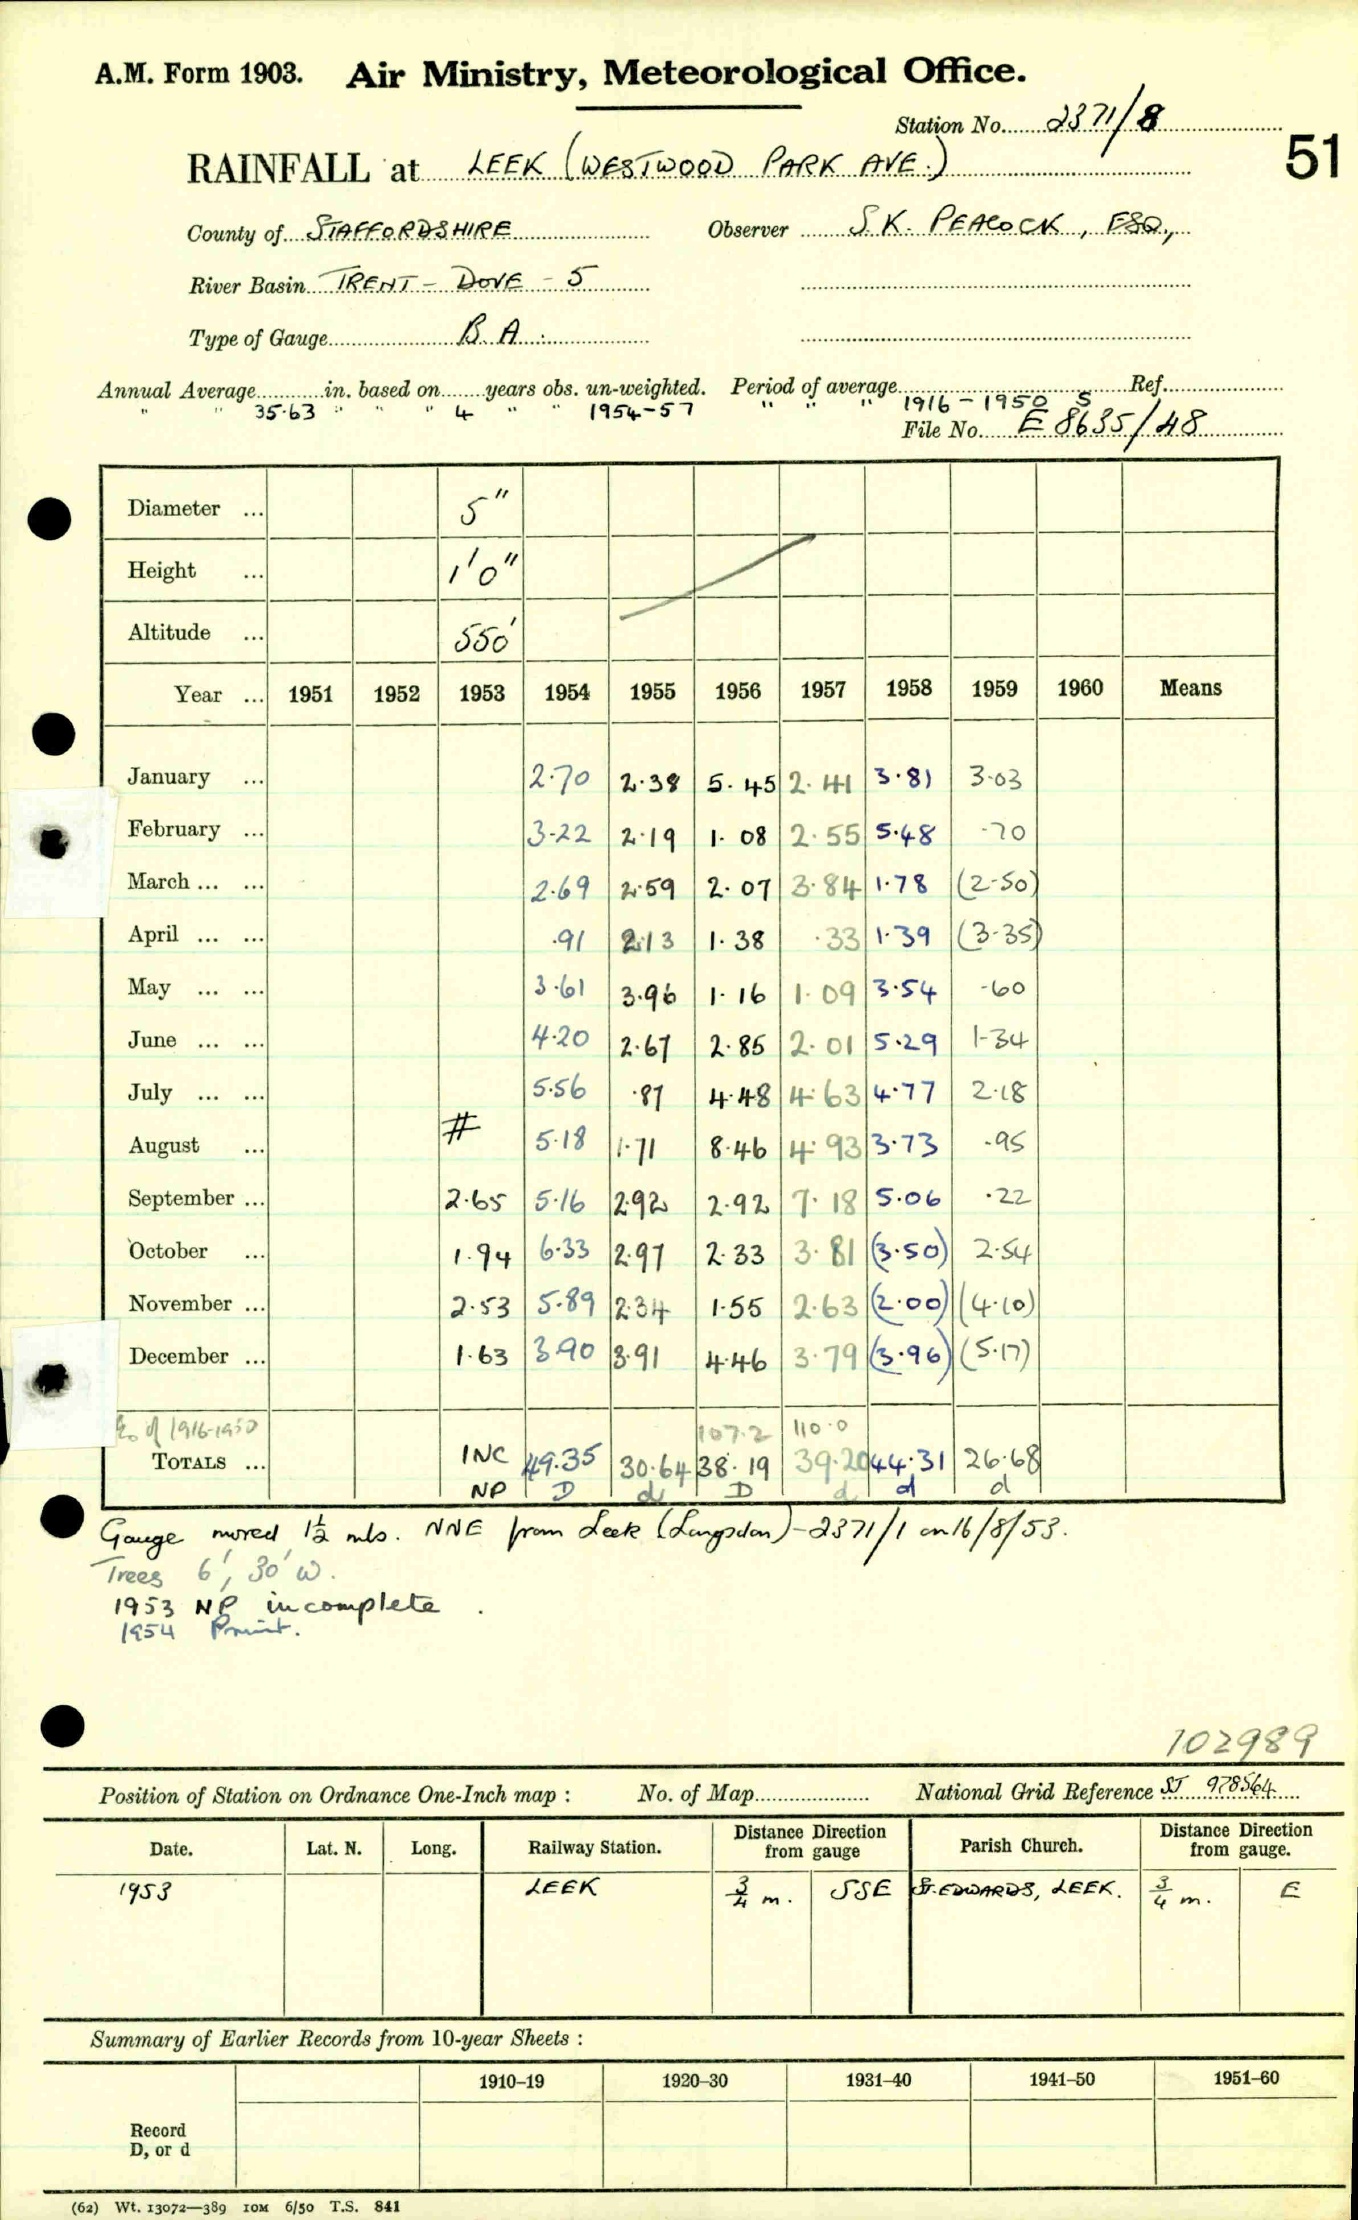 A.M. Form 1903. Air Ministry, Meteorological Office.
Station No. 2371/8
51
RAINFALL at LEEK (WESTWOOD PARK AVE.)
County of STAFFORDSHIRE Observer S.K. PEACOCK, ESQ.,
River Basin TRENT - DOVE - 5
Type of Gauge B.A.
Annual Average in. based on years obs. un-weighted. Period of average Ref.
" " 35.63 " " " 4 " " 1954-57 " " " 1916-1950 S
File No. E 8635/48
Diameter ... 5"
Height ... 1'0"
Altitude ... 550'
Year ... 1951 1952 1953 1954 1955 1956 1957 1958 1959 1960 Means
January ... 2.70 2.38 5.45 2.41 3.81 3.03
February ... 3.22 2.19 1.08 2.55 5.48 .70
March ... ... 2.69 2.59 2.07 3.84 1.78 (2.50)
April ... ... .91 2.13 1.38 .33 1.39 (3.35)
May ... ... 3.61 3.96 1.16 1.09 3.54 .60
June ... ... 4.20 2.67 2.85 2.01 5.29 1.34
July ... ... 5.56 .87 4.48 4.63 4.77 2.18
August ... # 5.18 1.71 8.46 4.93 3.73 .95
September ... 2.65 5.16 2.92 2.92 7.18 5.06 .22
October ... 1.94 6.33 2.97 2.33 3.81 (3.50) 2.54
November ... 2.53 5.89 2.34 1.55 2.63 (2.00) (4.10)
December ... 1.63 3.90 3.91 4.46 3.79 (3.96) (5.17)
% of 1916-1950 107.2 110.0
TOTALS ... INC 49.35 30.64 38.19 39.20 44.31 26.68
NP D d D d d d
Gauge moved 1½ mls. NNE from Leek (Langsdon) - 2371/1 on 16/8/53.
Trees 6', 30' W.
1953 NP incomplete.
1954 Print.
102989
Position of Station on Ordnance One-Inch map : No. of Map National Grid Reference SJ 978564
Date. Lat. N. Long. Railway Station. Distance Direction from gauge Parish Church. Distance Direction from gauge.
1953 LEEK ¾ m. SSE ST. EDWARDS, LEEK. ¾ m. E
Summary of Earlier Records from 10-year Sheets :
1910–19 1920–30 1931–40 1941–50 1951–60
Record
D, or d
(62) Wt. 13072—389 10M 6/50 T.S. 841